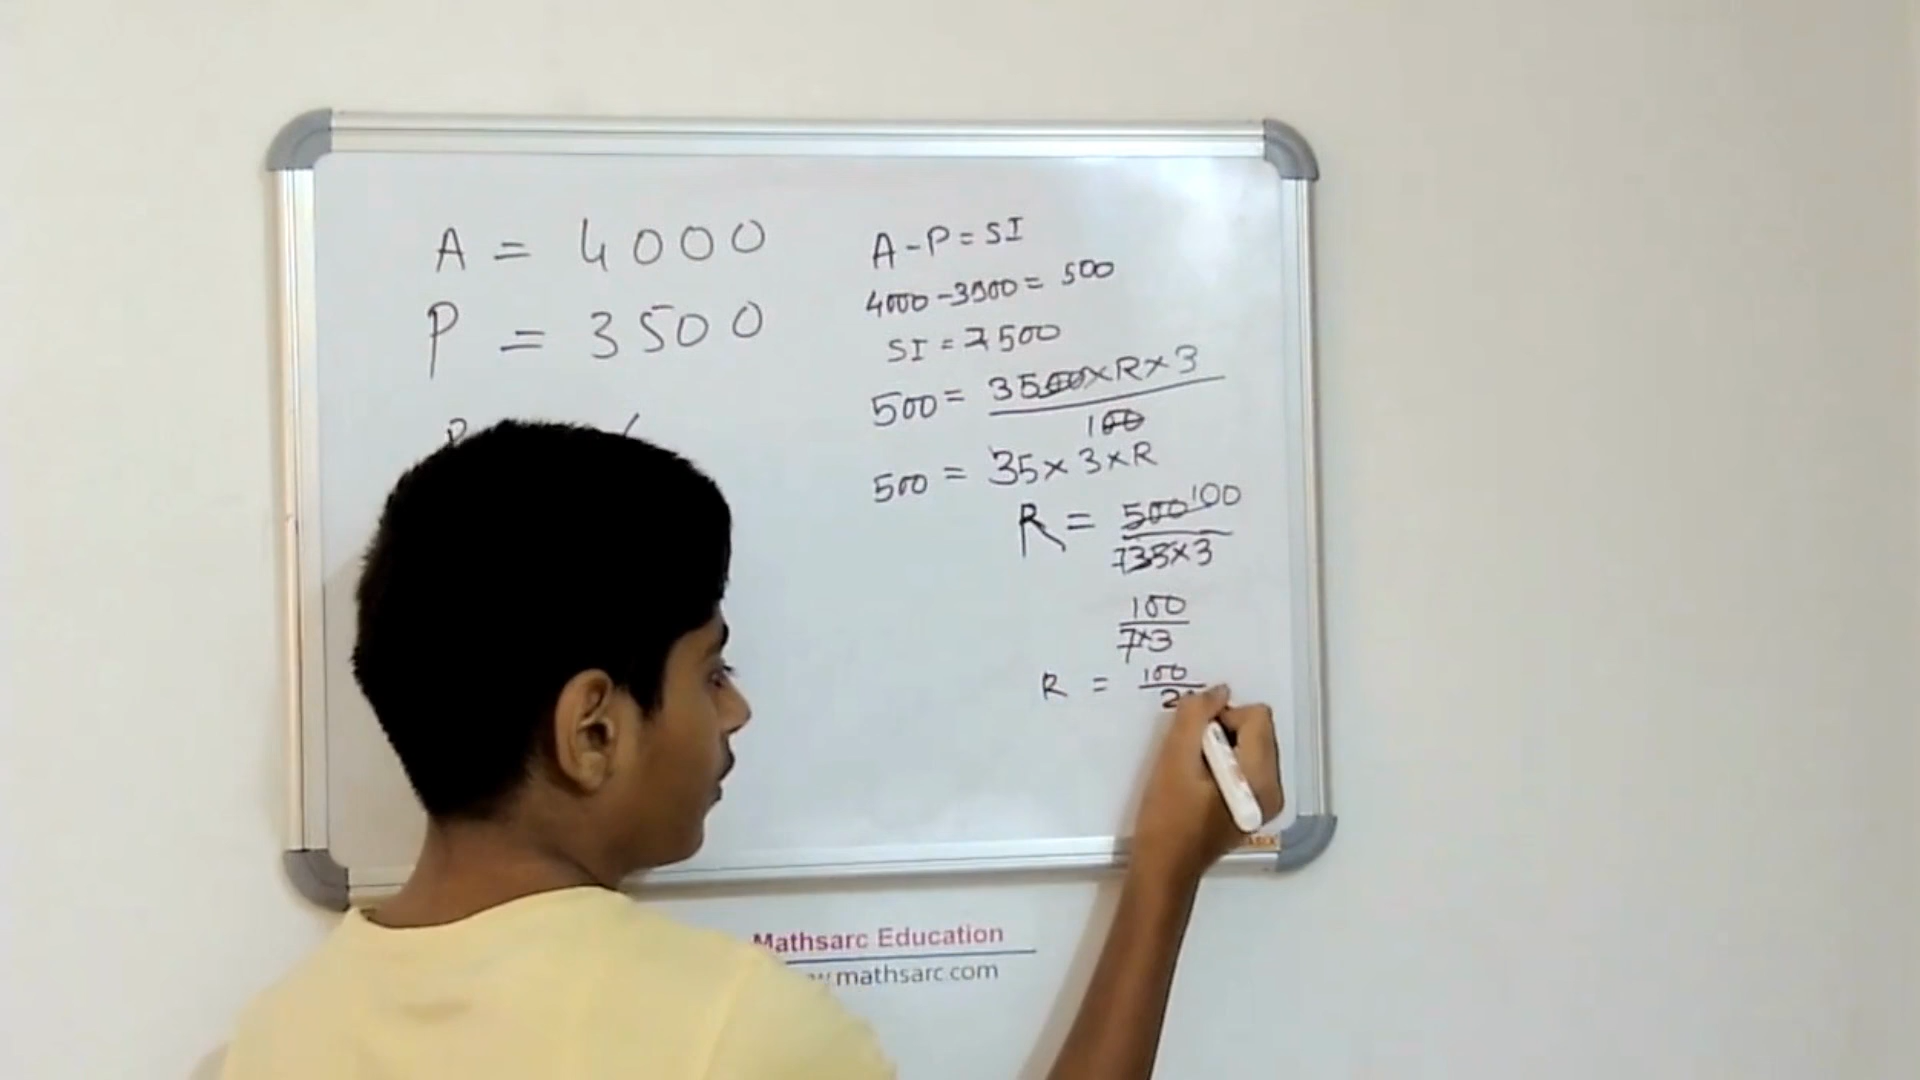 A = 4000
P = 3500
A - P = SI
4000 - 3500 = 500
SI = 500
500 = 3500 × R × 3
100
500 = 35 × 3 × R
R = 500 100
7 35 × 3
100
7×3
R = 100
2
Mathsarc Education
mathsarc.com